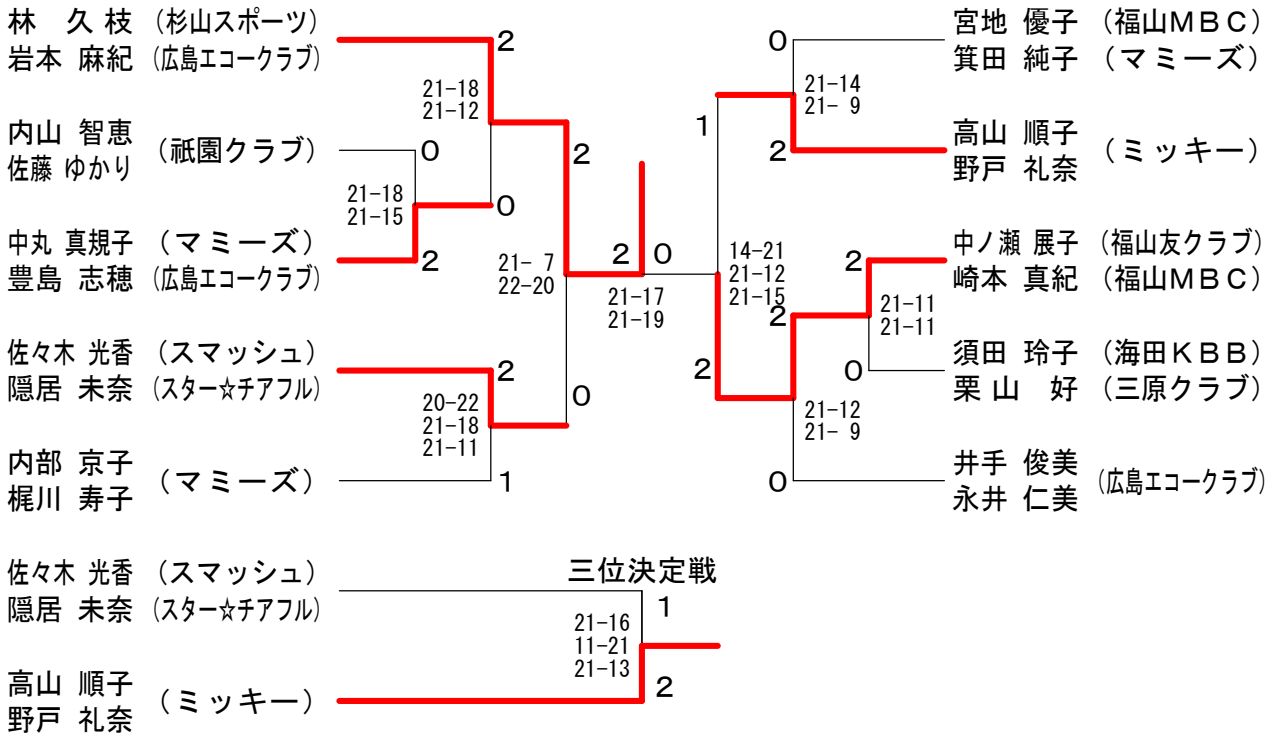 林 久枝 (杉山スポーツ)
岩本 麻紀 (広島エコークラブ)
2
21-18
21-12
内山 智恵
佐藤 ゆかり
(祇園クラブ)
0
21-18
21-15
0
中丸 真規子 (マミーズ)
豊島 志穂 (広島エコークラブ)
2
2
21- 7
22-20
佐々木 光香 (スマッシュ)
隠居 未奈 (スター☆チアフル)
2
20-22
21-18
21-11
0
内部 京子
梶川 寿子
(マミーズ)
1
2
0
21-17
21-19
宮地 優子 (福山MBC)
箕田 純子 (マミーズ)
0
21-14
21- 9
1
高山 順子
野戸 礼奈
(ミッキー)
2
14-21
21-12
21-15
中ノ瀬 展子 (福山友クラブ)
崎本 真紀 (福山MBC)
2
21-11
21-11
2
須田 玲子 (海田KBB)
栗山 好 (三原クラブ)
0
2
21-12
21- 9
井手 俊美
永井 仁美
(広島エコークラブ)
0
三位決定戦
佐々木 光香 (スマッシュ)
隠居 未奈 (スター☆チアフル)
1
21-16
11-21
21-13
高山 順子
野戸 礼奈
(ミッキー)
2